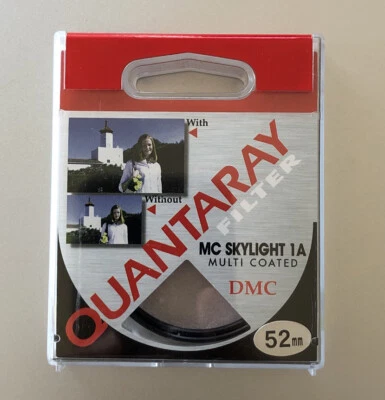 With
Without
QUANTARAY
FILTER
MC SKYLIGHT 1A
MULTI COATED
DMC
52mm